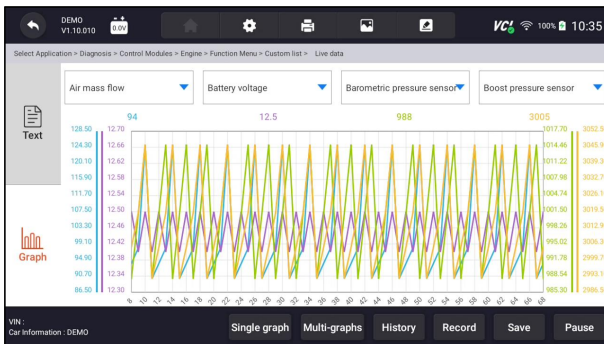 DEMO
V1.10.010
0.0V
VCI
100%
10:35
Select Application > Diagnosis > Control Modules > Engine > Function Menu > Custom list > Live data
Text
Graph
Air mass flow
Battery voltage
Barometric pressure sensor
Boost pressure sensor
94
12.5
988
3005
128.50 12.70 1017.70 3052.5
124.30 12.66 1014.46 3045.9
120.10 12.62 1011.22 3039.3
115.90 12.58 1007.98 3032.7
111.70 12.54 1004.74 3026.1
107.50 12.50 1001.50 3019.5
103.30 12.46 998.26 3012.9
99.10 12.42 995.02 3006.3
94.90 12.38 991.78 2999.7
90.70 12.34 988.54 2993.1
86.50 12.30 985.30 2986.5
8 10 12 14 16 18 20 22 24 26 28 30 32 34 36 38 40 42 44 46 48 50 52 54 56 58 60 62 64 66 68
VIN :
Car Information : DEMO
Single graph
Multi-graphs
History
Record
Save
Pause